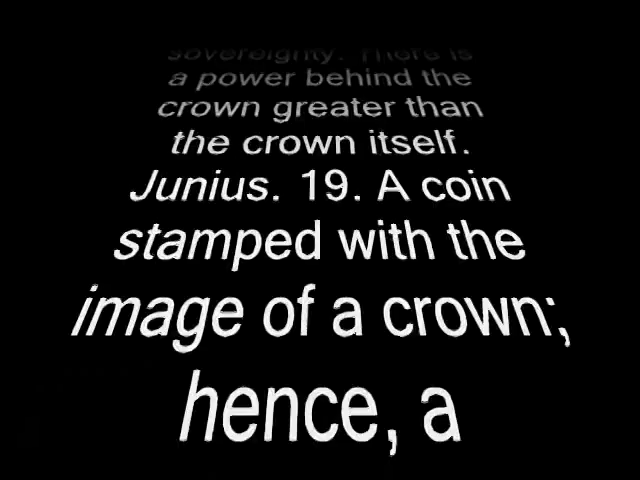 sovereignty. There is
a power behind the
crown greater than
the crown itself.
Junius. 19. A coin
stamped with the
image of a crown;
hence, a